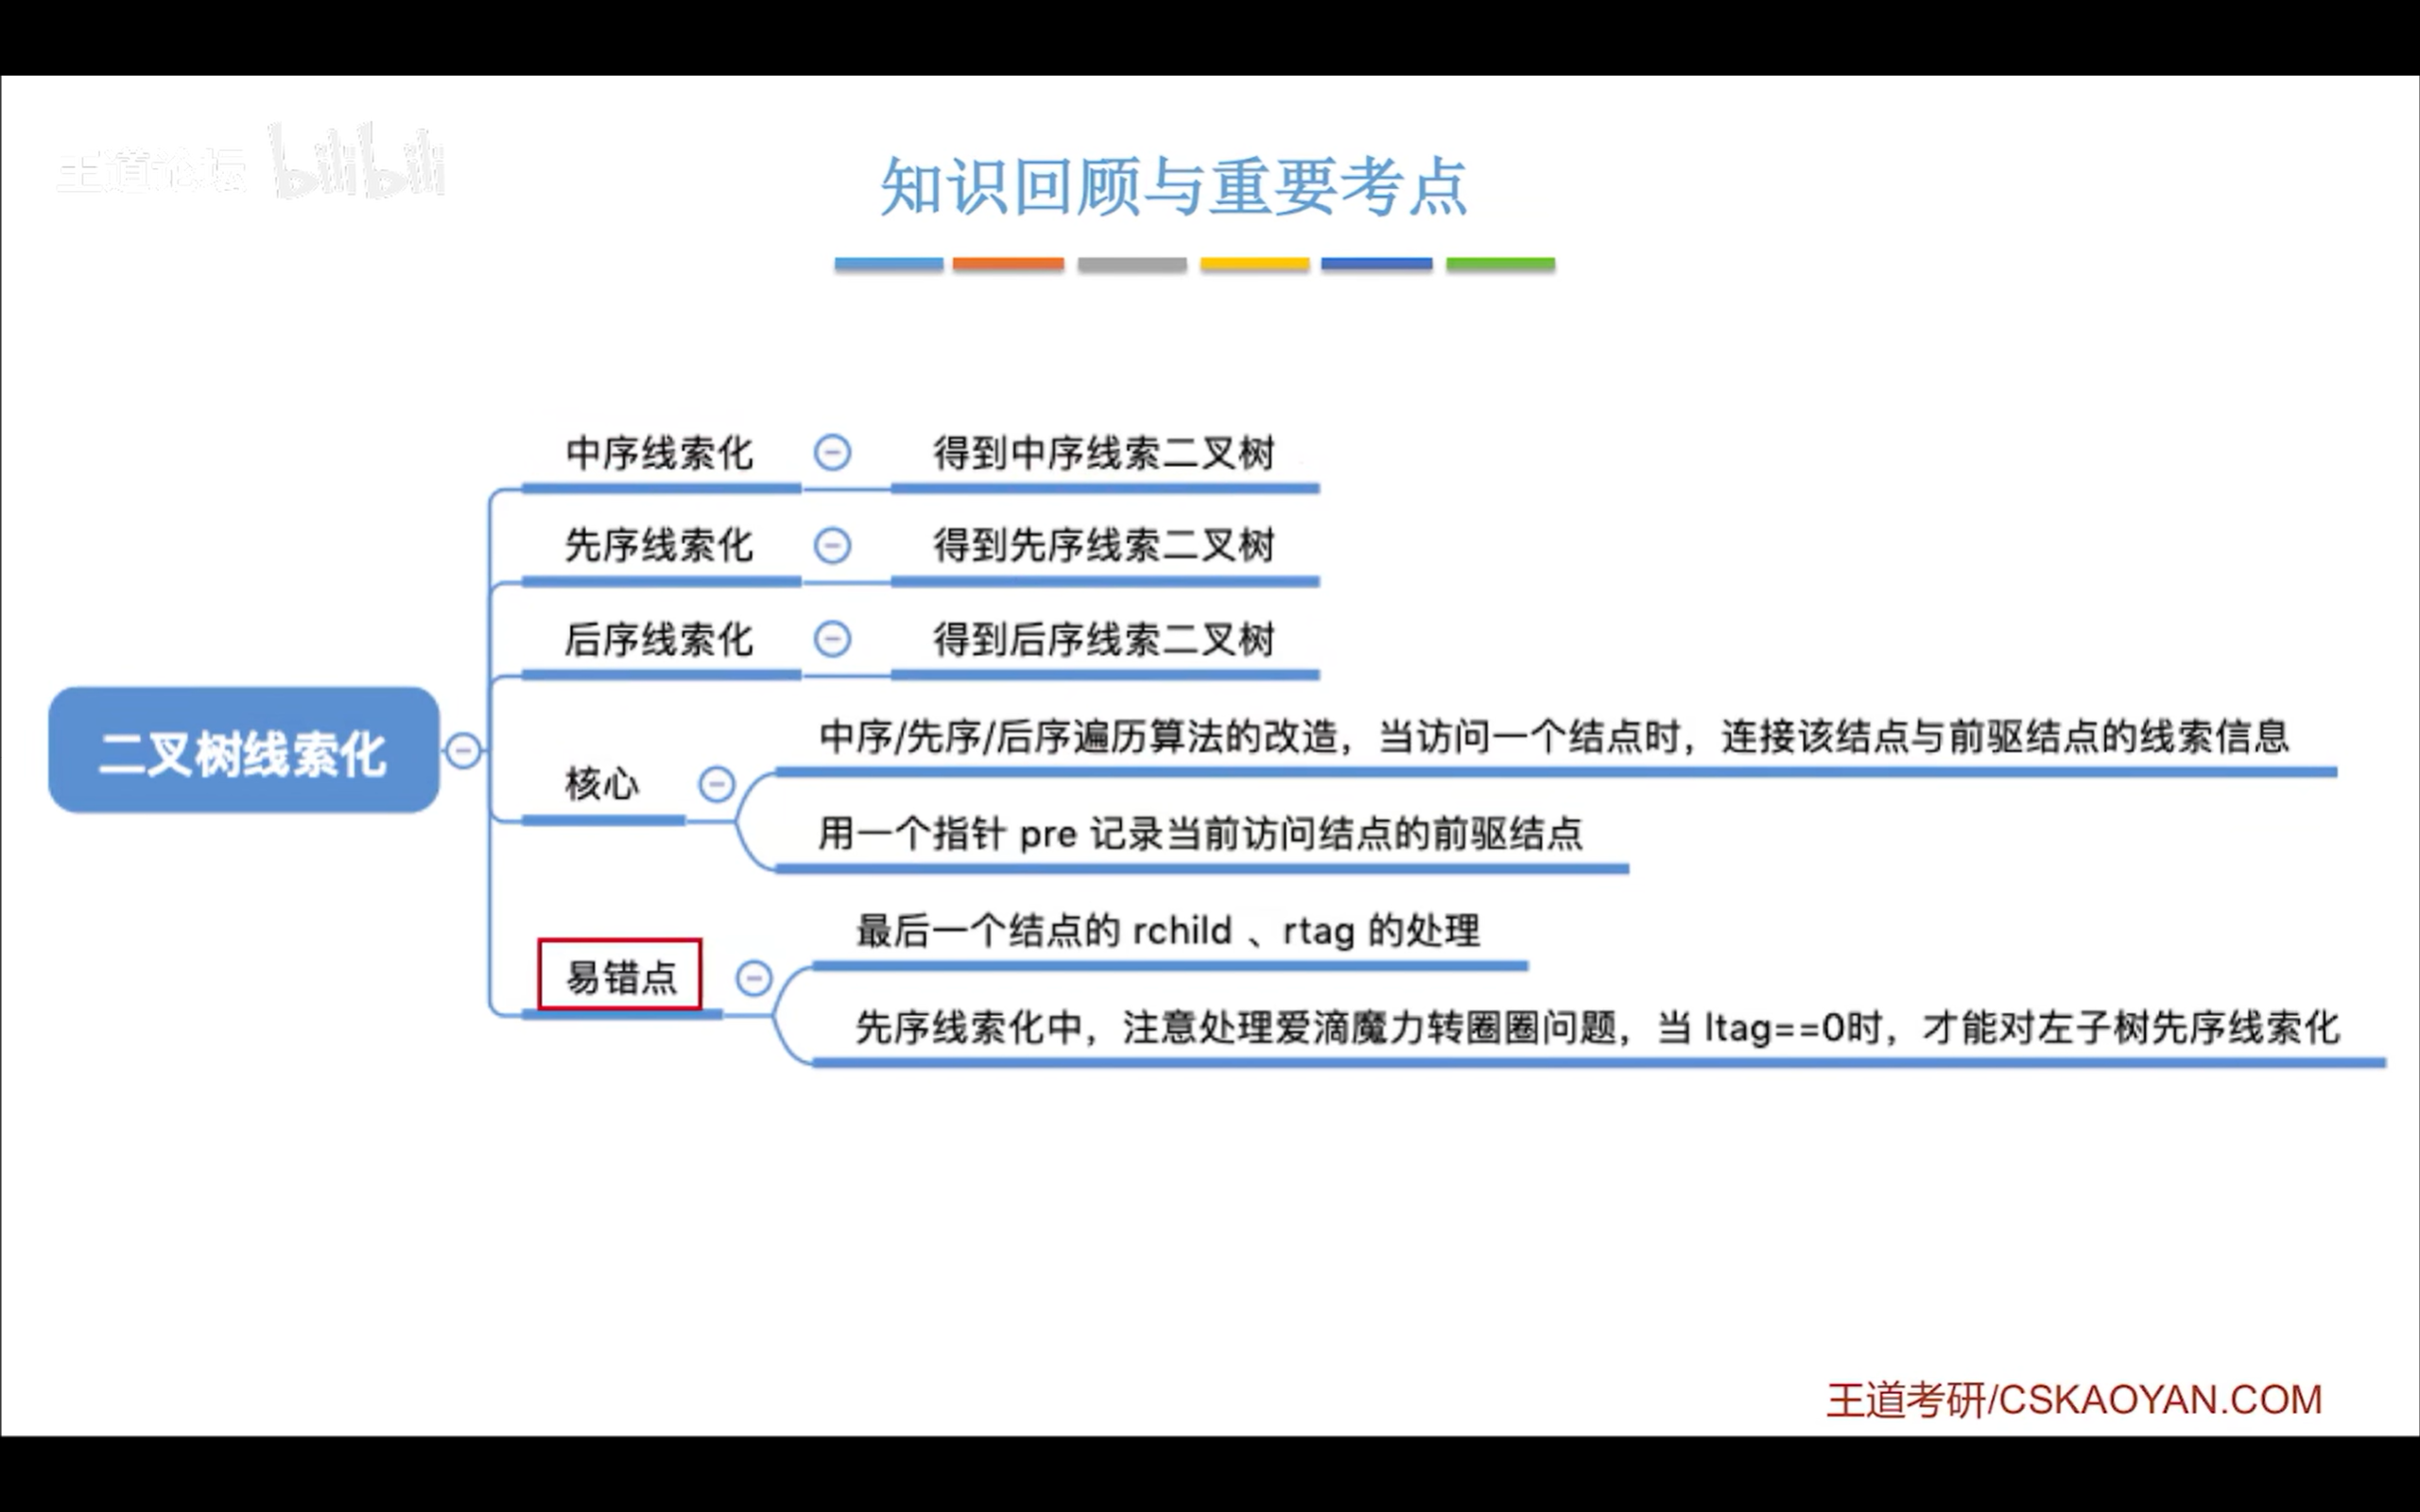 王道论坛 bilibili
知识回顾与重要考点
中序线索化
得到中序线索二叉树
先序线索化
得到先序线索二叉树
后序线索化
得到后序线索二叉树
二叉树线索化
核心
中序/先序/后序遍历算法的改造，当访问一个结点时，连接该结点与前驱结点的线索信息
用一个指针 pre 记录当前访问结点的前驱结点
易错点
最后一个结点的 rchild 、rtag 的处理
先序线索化中，注意处理爱滴魔力转圈圈问题，当 ltag==0时，才能对左子树先序线索化
王道考研/CSKAOYAN.COM